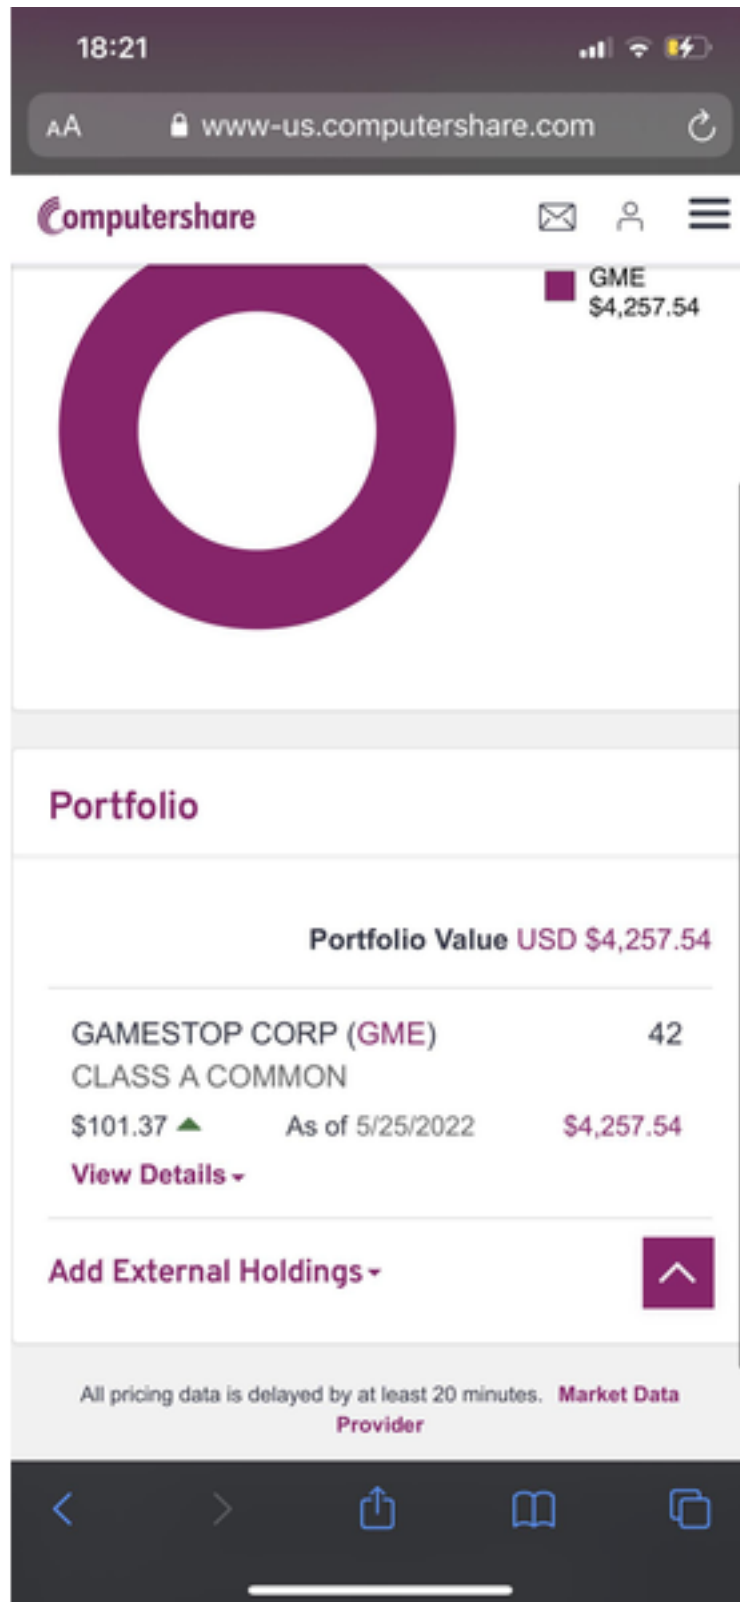 18:21
AA www-us.computershare.com
Computershare
GME
$4,257.54
Portfolio
Portfolio Value USD $4,257.54
GAMESTOP CORP (GME) 42
CLASS A COMMON
$101.37 As of 5/25/2022 $4,257.54
View Details
Add External Holdings
All pricing data is delayed by at least 20 minutes. Market Data
Provider